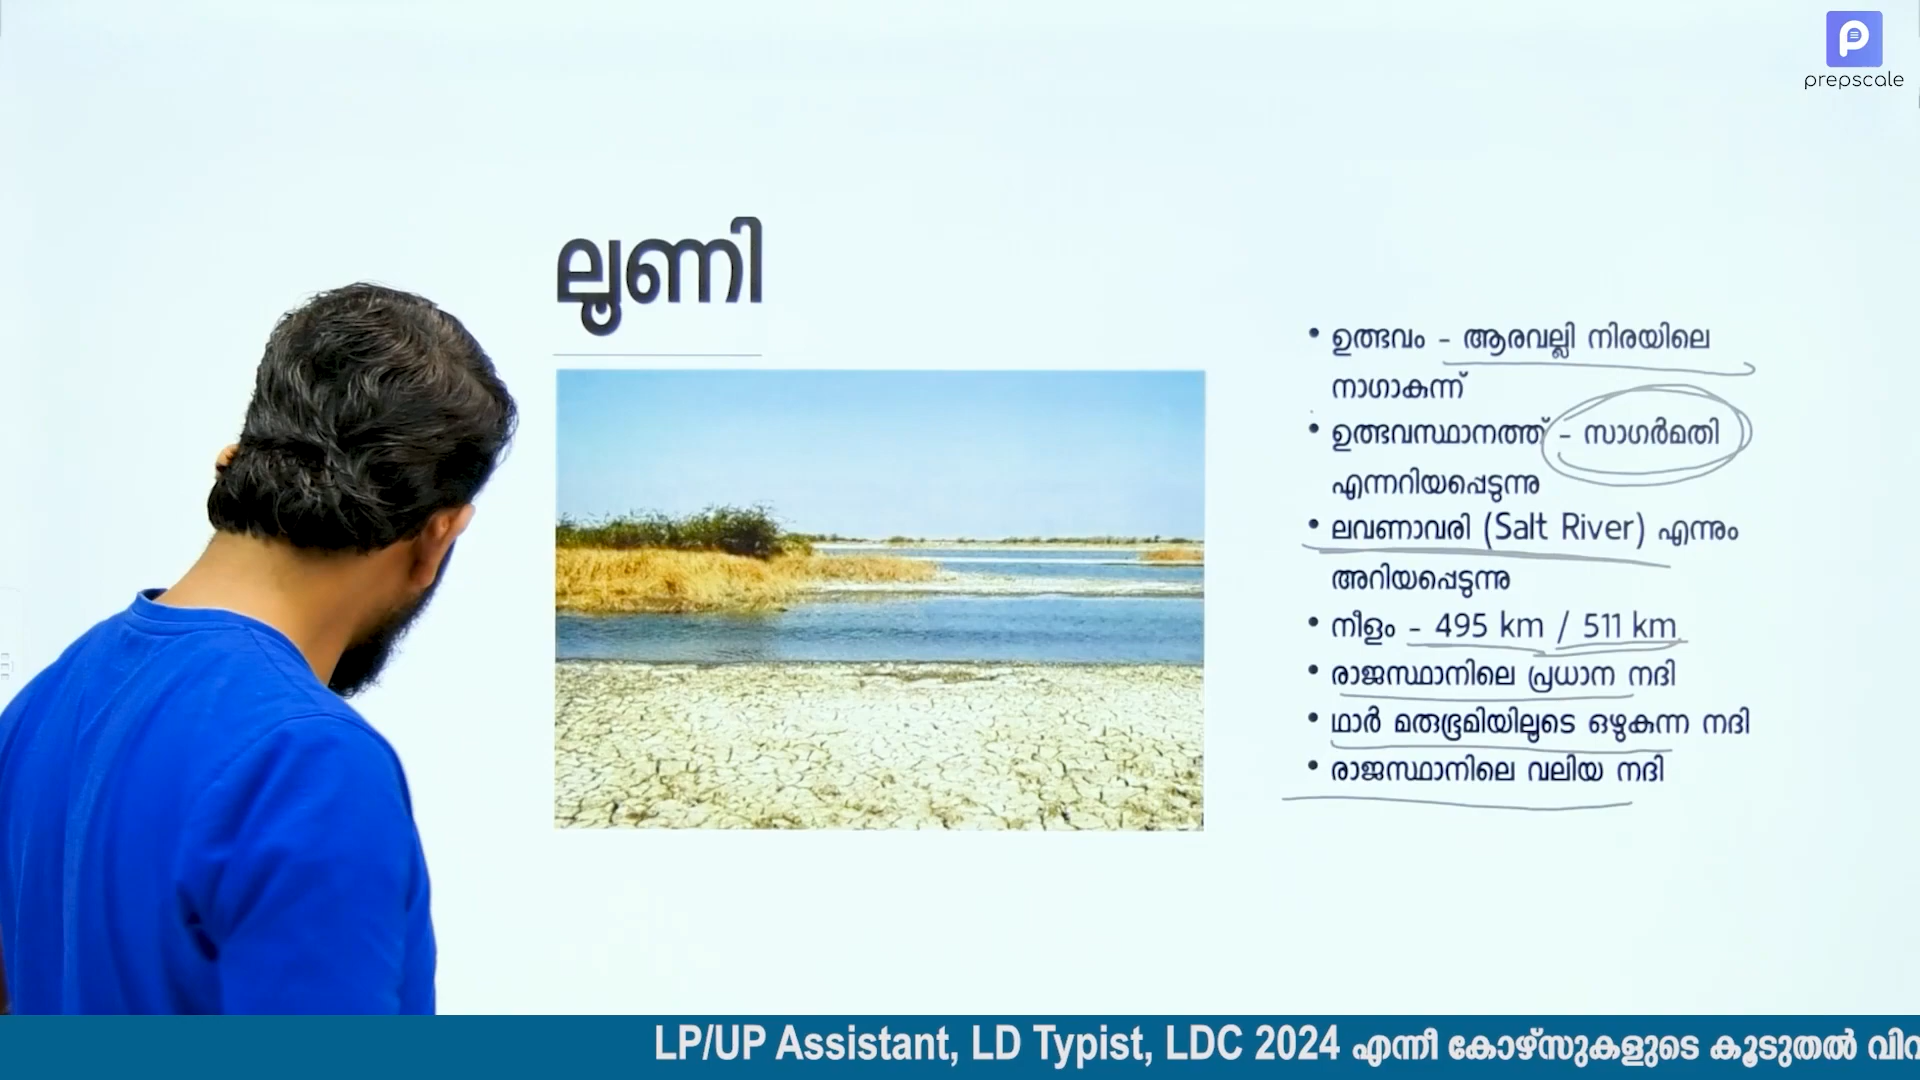 prepscale
ലൂണി
• ഉത്ഭവം - ആരവല്ലി നിരയിലെ
നാഗാകുന്ന്
• ഉത്ഭവസ്ഥാനത്ത് - സാഗർമതി
എന്നറിയപ്പെടുന്നു
• ലവണാവരി (Salt River) എന്നും
അറിയപ്പെട്ടുന്നു
• നീളം - 495 km / 511 km
• രാജസ്ഥാനിലെ പ്രധാന നദി
• ഥാർ മരുഭൂമിയിലൂടെ ഒഴുകുന്ന നദി
• രാജസ്ഥാനിലെ വലിയ നദി
LP/UP Assistant, LD Typist, LDC 2024 എന്നീ കോഴ്സുകളുടെ കൂടുതൽ